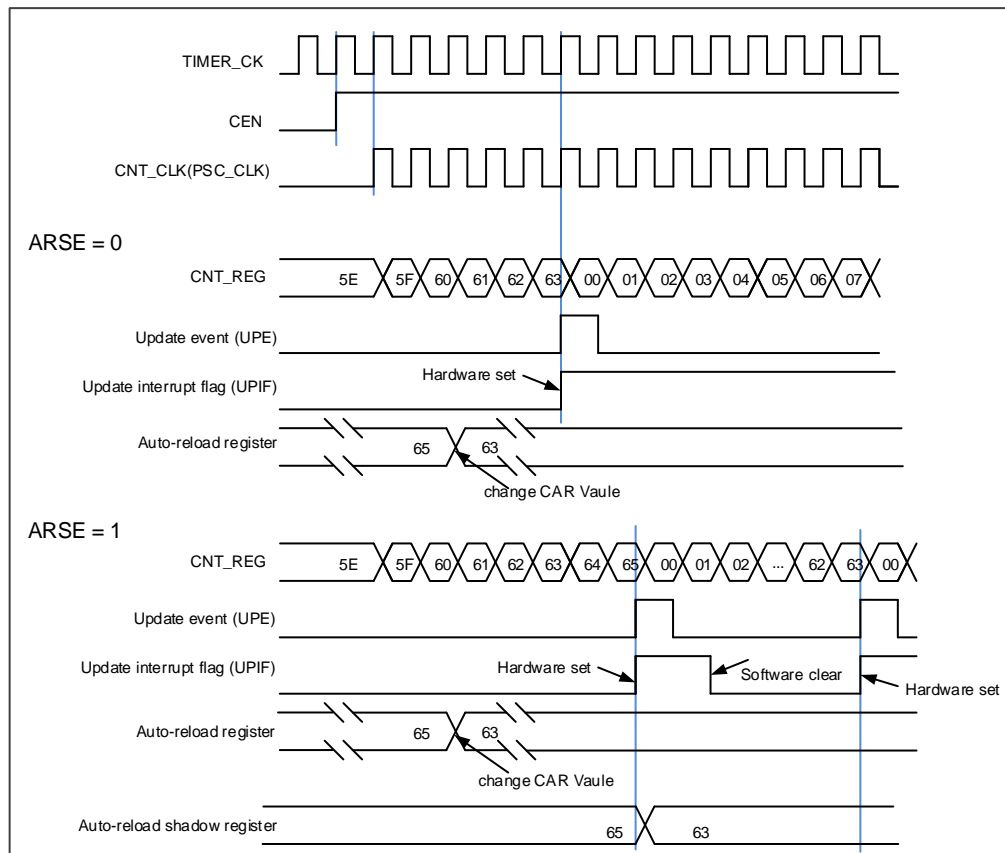 TIMER_CK
CEN
CNT_CLK(PSC_CLK)
ARSE = 0
CNT_REG 5E 5F 60 61 62 63 00 01 02 03 04 05 06 07
Update event (UPE)
Hardware set
Update interrupt flag (UPIF)
Auto-reload register 65 63
change CAR Vaule
ARSE = 1
CNT_REG 5E 5F 60 61 62 63 64 65 00 01 02 ... 62 63 00
Update event (UPE)
Update interrupt flag (UPIF) Hardware set Software clear Hardware set
Auto-reload register 65 63
change CAR Vaule
Auto-reload shadow register 65 63